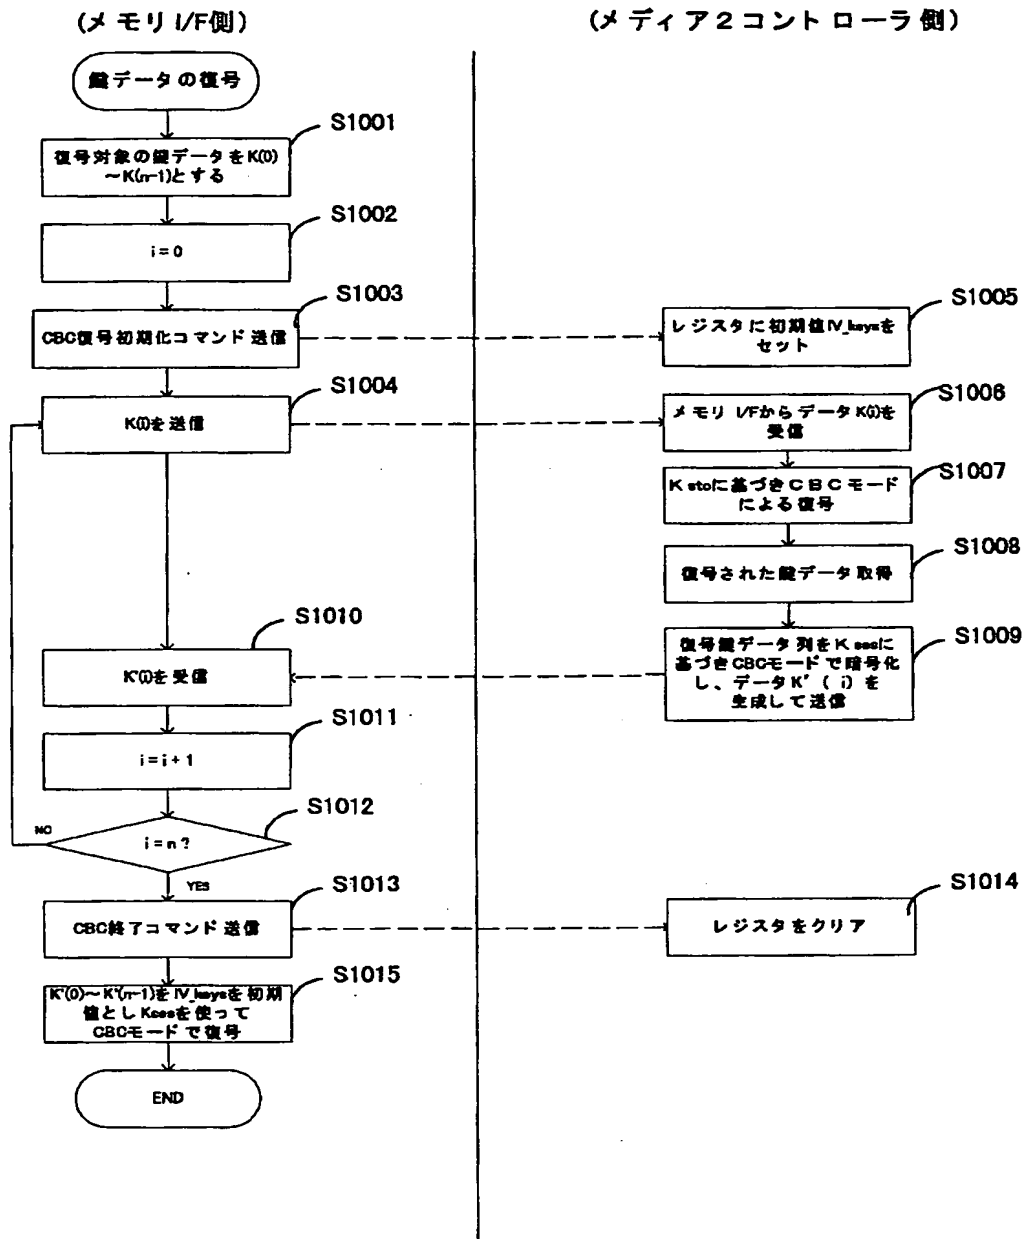 (メモリI/F側)
(メディア2コントローラ側)
鍵データの復号
S1001
復号対象の鍵データをK(0)
～K(n-1)とする
S1002
i = 0
S1003
CBC復号初期化コマンド送信
S1005
レジスタに初期値IV_keysを
セット
S1004
K(i)を送信
S1006
メモリI/FからデータK(i)を
受信
S1007
K stoに基づきCBCモード
による復号
S1008
復号された鍵データ取得
S1009
復号鍵データ列をK sesに
基づきCBCモードで暗号化
し、データK'(i)を
生成して送信
S1010
K'(i)を受信
S1011
i = i + 1
S1012
i = n ?
NO
YES
S1013
CBC終了コマンド送信
S1014
レジスタをクリア
S1015
K'(0)～K'(n-1)をIV_keysを初期
値としKsesを使って
CBCモードで復号
END